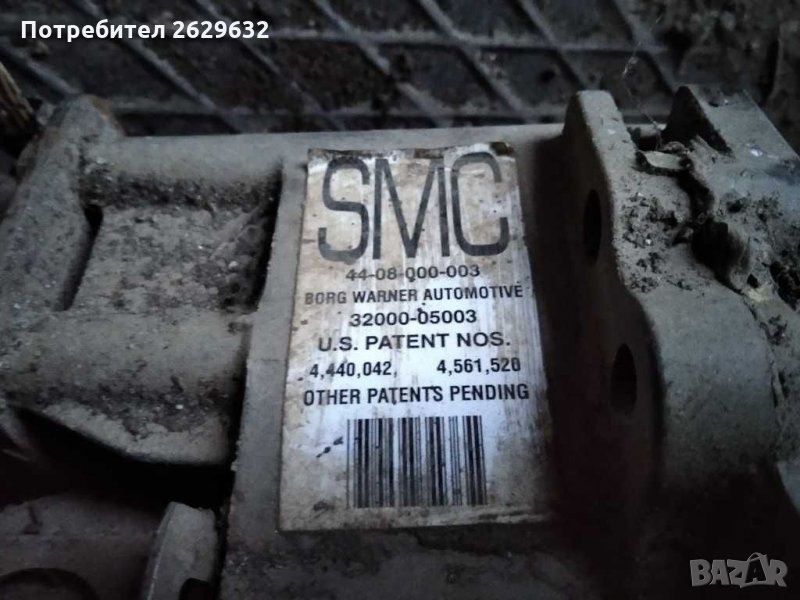 Потребител 2629632
SMC
44-08-000-003
BORG WARNER AUTOMOTIVE
32000-05003
U.S. PATENT NOS.
4,440,042, 4,561,520
OTHER PATENTS PENDING
BAZAR